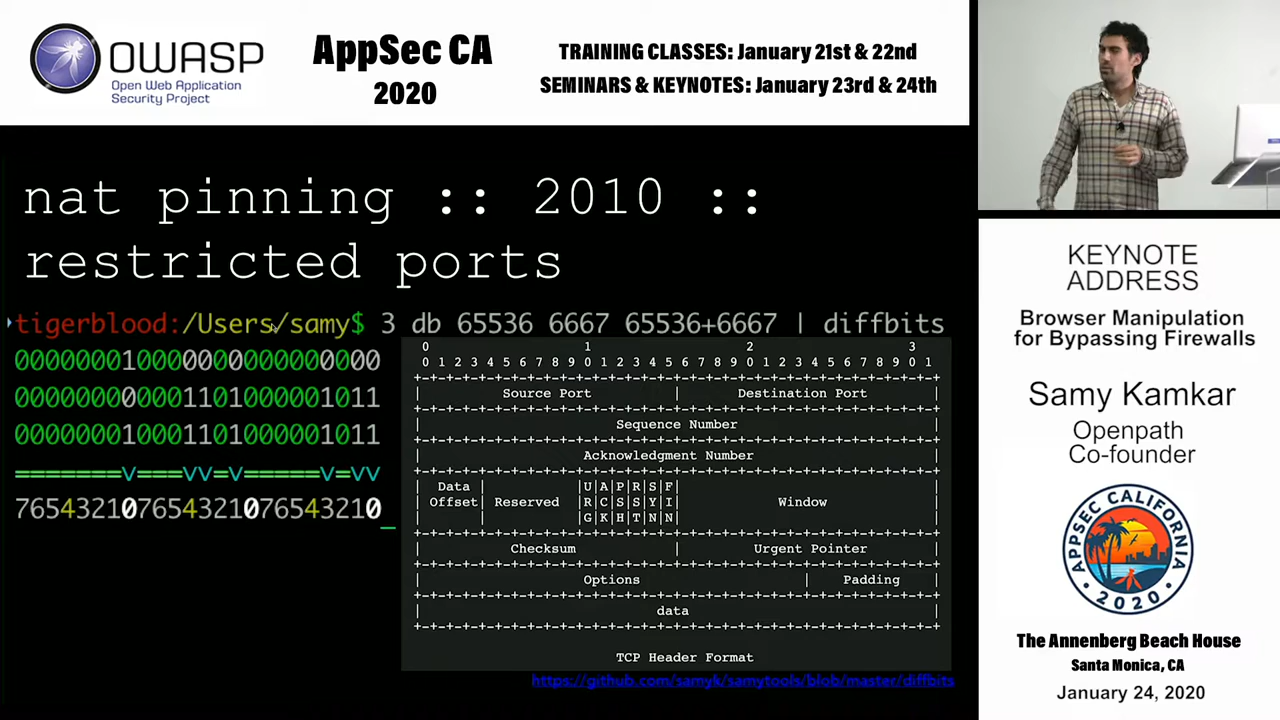 OWASP
Open Web Application
Security Project
AppSec CA
2020
TRAINING CLASSES: January 21st & 22nd
SEMINARS & KEYNOTES: January 23rd & 24th
nat pinning :: 2010 ::
restricted ports
tigerblood:/Users/samy$ 3 db 65536 6667 65536+6667 | diffbits
000000010000000000000000
000000000001101000001011
000000010001101000001011
=======V===VV=V=====V=VV
765432107654321076543210_
0 1 2 3
0 1 2 3 4 5 6 7 8 9 0 1 2 3 4 5 6 7 8 9 0 1 2 3 4 5 6 7 8 9 0 1
+-+-+-+-+-+-+-+-+-+-+-+-+-+-+-+-+-+-+-+-+-+-+-+-+-+-+-+-+-+-+-+-+
| Source Port | Destination Port |
+-+-+-+-+-+-+-+-+-+-+-+-+-+-+-+-+-+-+-+-+-+-+-+-+-+-+-+-+-+-+-+-+
| Sequence Number |
+-+-+-+-+-+-+-+-+-+-+-+-+-+-+-+-+-+-+-+-+-+-+-+-+-+-+-+-+-+-+-+-+
| Acknowledgment Number |
+-+-+-+-+-+-+-+-+-+-+-+-+-+-+-+-+-+-+-+-+-+-+-+-+-+-+-+-+-+-+-+-+
| Data | |U|A|P|R|S|F| |
| Offset| Reserved |R|C|S|S|Y|I| Window |
| | |G|K|H|T|N|N| |
+-+-+-+-+-+-+-+-+-+-+-+-+-+-+-+-+-+-+-+-+-+-+-+-+-+-+-+-+-+-+-+-+
| Checksum | Urgent Pointer |
+-+-+-+-+-+-+-+-+-+-+-+-+-+-+-+-+-+-+-+-+-+-+-+-+-+-+-+-+-+-+-+-+
| Options | Padding |
+-+-+-+-+-+-+-+-+-+-+-+-+-+-+-+-+-+-+-+-+-+-+-+-+-+-+-+-+-+-+-+-+
| data |
+-+-+-+-+-+-+-+-+-+-+-+-+-+-+-+-+-+-+-+-+-+-+-+-+-+-+-+-+-+-+-+-+
TCP Header Format
https://github.com/samyk/samytools/blob/master/diffbits
KEYNOTE
ADDRESS
Browser Manipulation
for Bypassing Firewalls
Samy Kamkar
Openpath
Co-founder
APPSEC CALIFORNIA
2020
The Annenberg Beach House
Santa Monica, CA
January 24, 2020